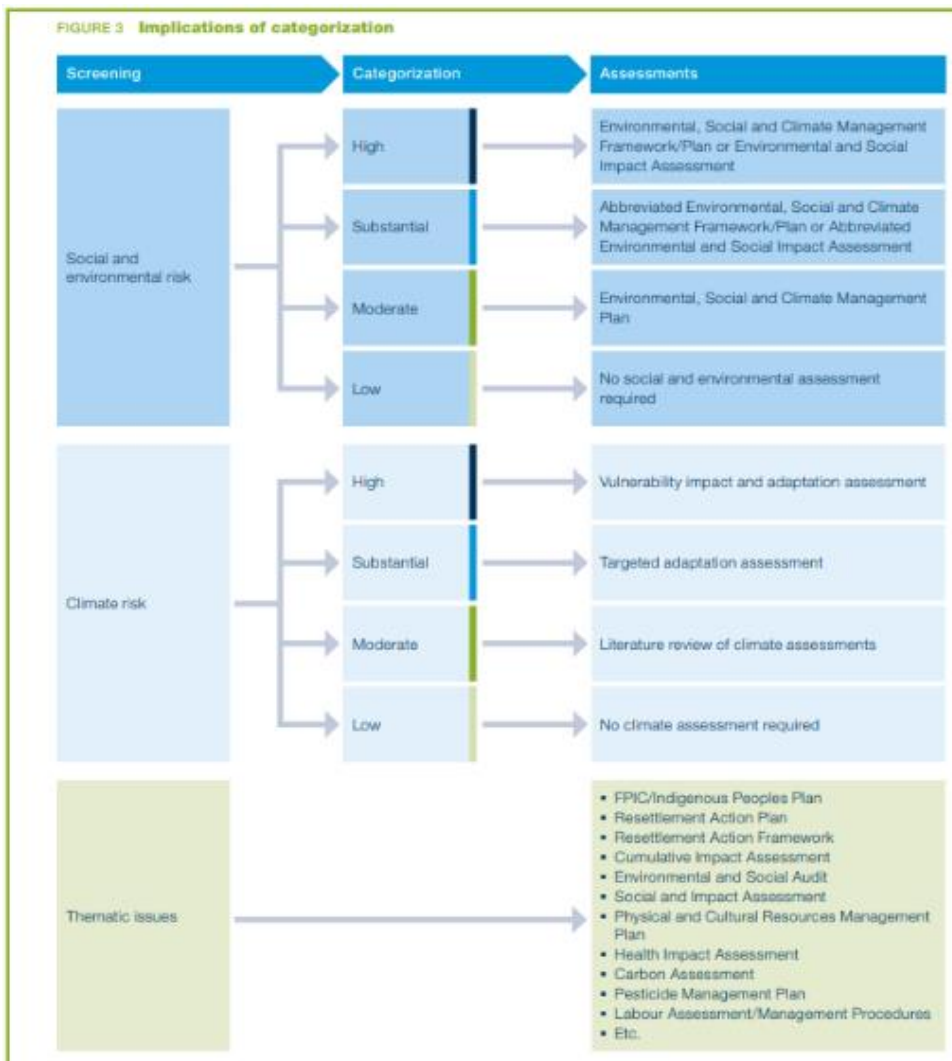 FIGURE 3 Implications of categorization
Screening
Categorization
Assessments
Social and
environmental risk
High
Environmental, Social and Climate Management
Framework/Plan or Environmental and Social
Impact Assessment
Substantial
Abbreviated Environmental, Social and Climate
Management Framework/Plan or Abbreviated
Environmental and Social Impact Assessment
Moderate
Environmental, Social and Climate Management
Plan
Low
No social and environmental assessment
required
Climate risk
High
Vulnerability impact and adaptation assessment
Substantial
Targeted adaptation assessment
Moderate
Literature review of climate assessments
Low
No climate assessment required
Thematic issues
▪ FPIC/Indigenous Peoples Plan
▪ Resettlement Action Plan
▪ Resettlement Action Framework
▪ Cumulative Impact Assessment
▪ Environmental and Social Audit
▪ Social and Impact Assessment
▪ Physical and Cultural Resources Management
Plan
▪ Health Impact Assessment
▪ Carbon Assessment
▪ Pesticide Management Plan
▪ Labour Assessment/Management Procedures
▪ Etc.